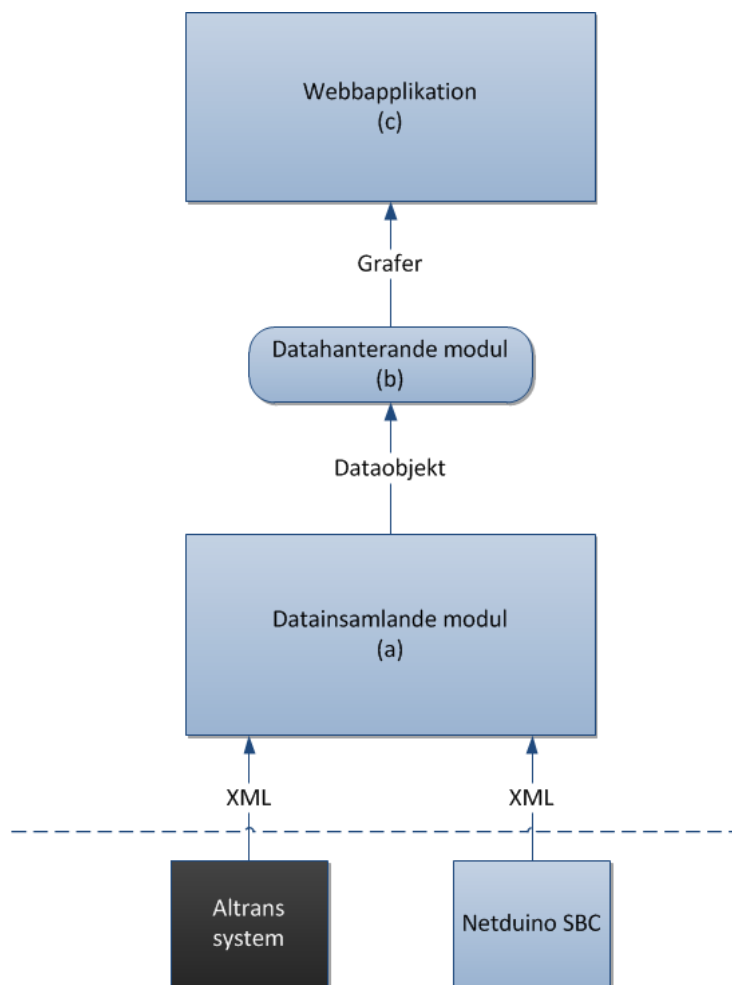 Webbapplikation
(c)
Grafer
Datahanterande modul
(b)
Dataobjekt
Datainsamlande modul
(a)
XML
XML
Altrans
system
Netduino SBC